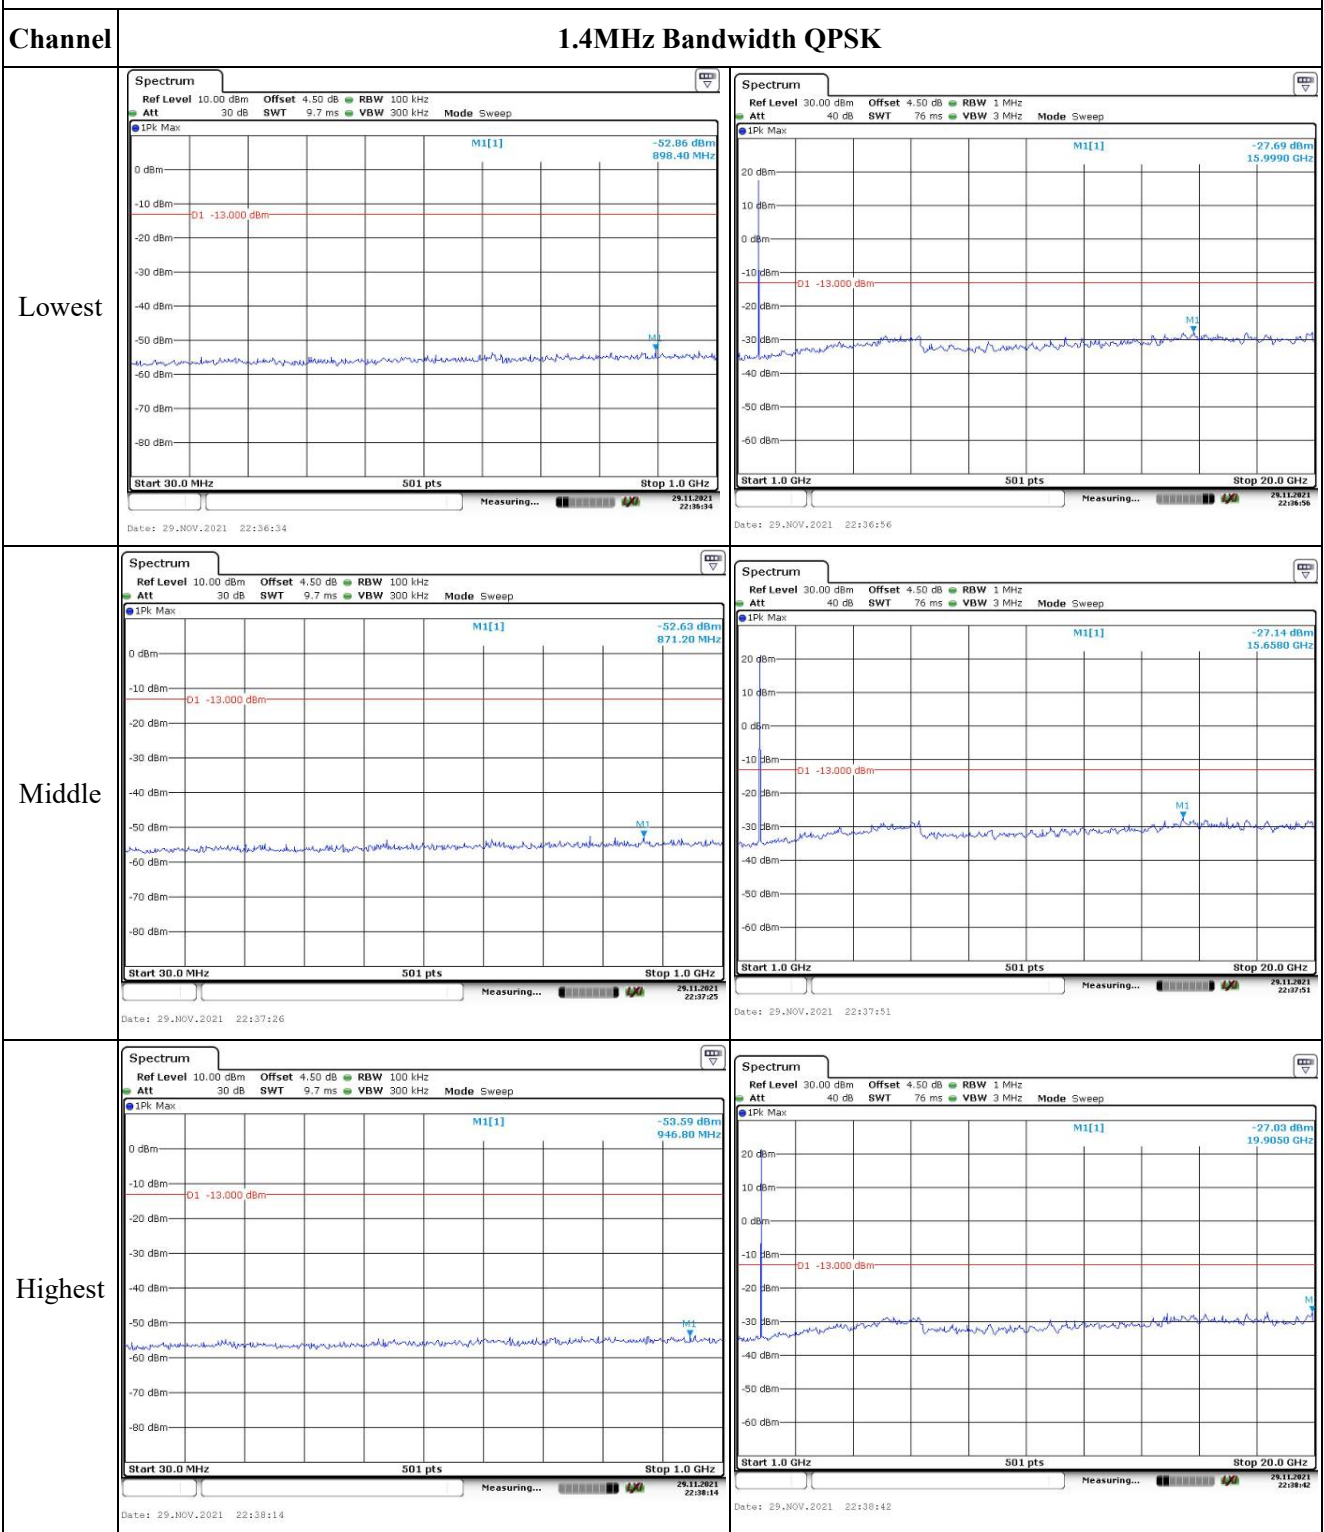 Channel 1.4MHz Bandwidth QPSK
Lowest
Spectrum
Ref Level 10.00 dBm Offset 4.50 dB RBW 100 kHz
Att 30 dB SWT 9.7 ms VBW 300 kHz Mode Sweep
1Pk Max
M1[1] -52.86 dBm
898.40 MHz
0 dBm
-10 dBm
D1 -13.000 dBm
-20 dBm
-30 dBm
-40 dBm
-50 dBm
M1
-60 dBm
-70 dBm
-80 dBm
Start 30.0 MHz 501 pts Stop 1.0 GHz
Measuring... 29.11.2021
22:36:34
Date: 29.NOV.2021 22:36:34
Spectrum
Ref Level 30.00 dBm Offset 4.50 dB RBW 1 MHz
Att 40 dB SWT 76 ms VBW 3 MHz Mode Sweep
1Pk Max
M1[1] -27.69 dBm
15.9990 GHz
20 dBm
10 dBm
0 dBm
-10 dBm
D1 -13.000 dBm
-20 dBm
M1
-30 dBm
-40 dBm
-50 dBm
-60 dBm
Start 1.0 GHz 501 pts Stop 20.0 GHz
Measuring... 29.11.2021
22:36:56
Date: 29.NOV.2021 22:36:56
Middle
Spectrum
Ref Level 10.00 dBm Offset 4.50 dB RBW 100 kHz
Att 30 dB SWT 9.7 ms VBW 300 kHz Mode Sweep
1Pk Max
M1[1] -52.63 dBm
871.20 MHz
0 dBm
-10 dBm
D1 -13.000 dBm
-20 dBm
-30 dBm
-40 dBm
-50 dBm
M1
-60 dBm
-70 dBm
-80 dBm
Start 30.0 MHz 501 pts Stop 1.0 GHz
Measuring... 29.11.2021
22:37:25
Date: 29.NOV.2021 22:37:26
Spectrum
Ref Level 30.00 dBm Offset 4.50 dB RBW 1 MHz
Att 40 dB SWT 76 ms VBW 3 MHz Mode Sweep
1Pk Max
M1[1] -27.14 dBm
15.6580 GHz
20 dBm
10 dBm
0 dBm
-10 dBm
D1 -13.000 dBm
-20 dBm
M1
-30 dBm
-40 dBm
-50 dBm
-60 dBm
Start 1.0 GHz 501 pts Stop 20.0 GHz
Measuring... 29.11.2021
22:37:51
Date: 29.NOV.2021 22:37:51
Highest
Spectrum
Ref Level 10.00 dBm Offset 4.50 dB RBW 100 kHz
Att 30 dB SWT 9.7 ms VBW 300 kHz Mode Sweep
1Pk Max
M1[1] -53.59 dBm
946.80 MHz
0 dBm
-10 dBm
D1 -13.000 dBm
-20 dBm
-30 dBm
-40 dBm
-50 dBm
M1
-60 dBm
-70 dBm
-80 dBm
Start 30.0 MHz 501 pts Stop 1.0 GHz
Measuring... 29.11.2021
22:38:14
Date: 29.NOV.2021 22:38:14
Spectrum
Ref Level 30.00 dBm Offset 4.50 dB RBW 1 MHz
Att 40 dB SWT 76 ms VBW 3 MHz Mode Sweep
1Pk Max
M1[1] -27.03 dBm
19.9050 GHz
20 dBm
10 dBm
0 dBm
-10 dBm
D1 -13.000 dBm
-20 dBm
M
-30 dBm
-40 dBm
-50 dBm
-60 dBm
Start 1.0 GHz 501 pts Stop 20.0 GHz
Measuring... 29.11.2021
22:38:42
Date: 29.NOV.2021 22:38:42